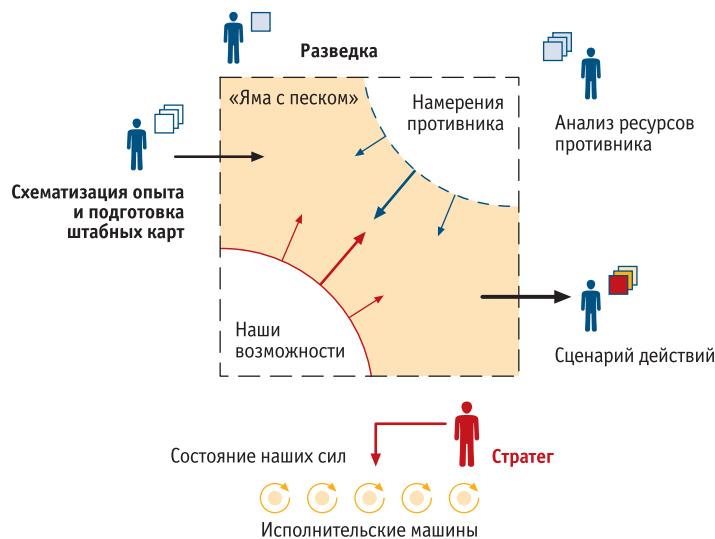 Разведка
«Яма с песком»
Намерения
противника
Анализ ресурсов
противника
Схематизация опыта
и подготовка
штабных карт
Наши
возможности
Сценарий действий
Состояние наших сил
Стратег
Исполнительские машины